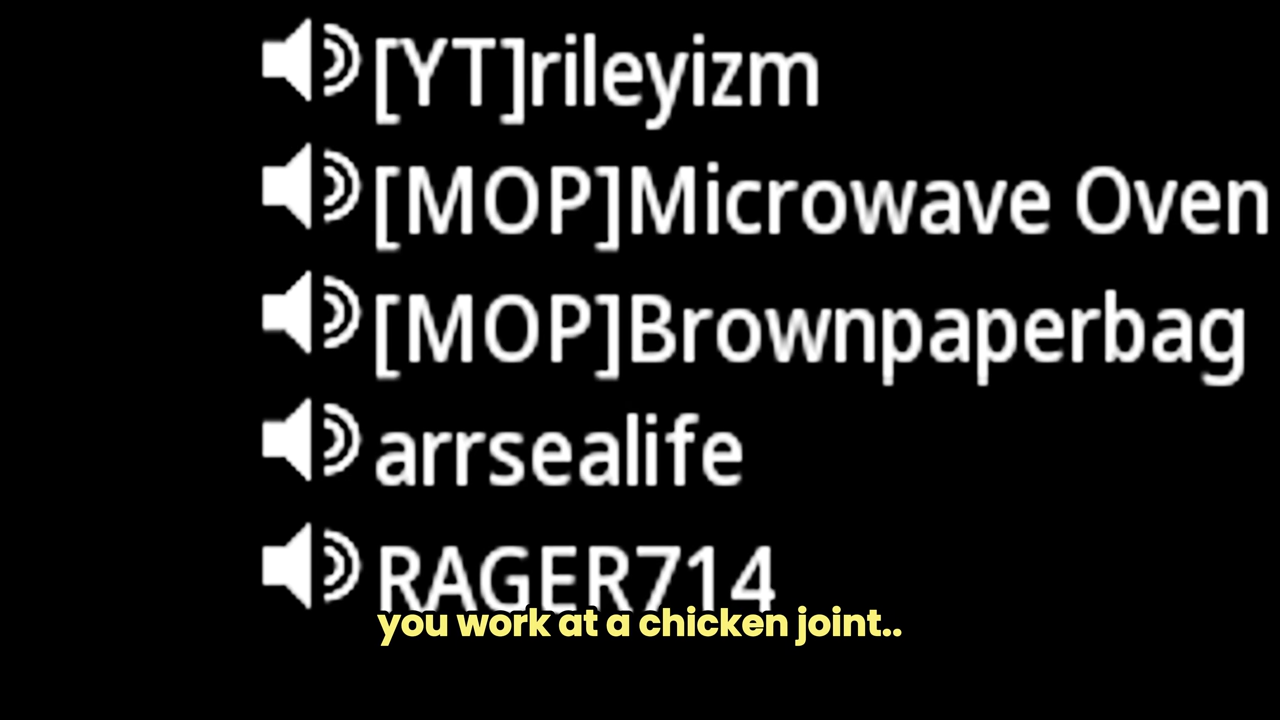 [YT]rileyizm
[MOP]Microwave Oven
[MOP]Brownpaperbag
arrsealife
RAGER714
you work at a chicken joint..